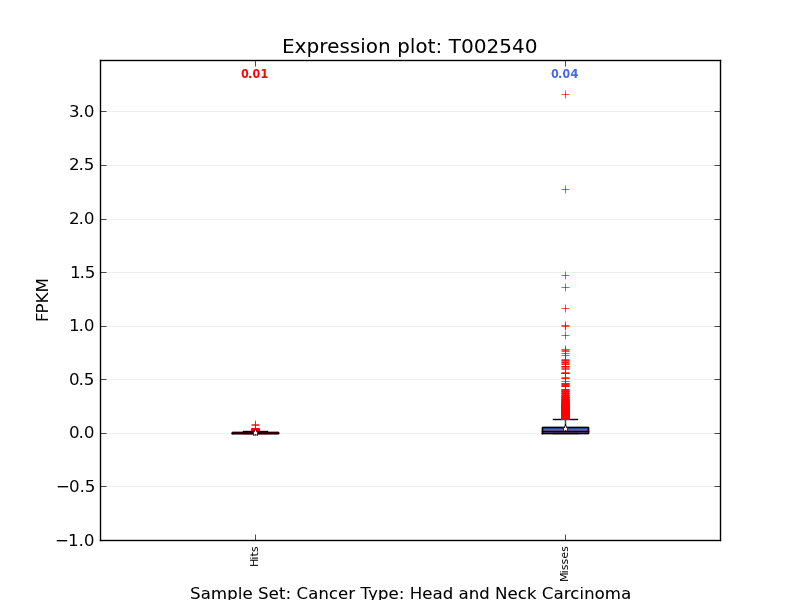 Expression plot: T002540
0.01
0.04
3.0
2.5
2.0
1.5
1.0
0.5
0.0
−0.5
−1.0
FPKM
Hits
Misses
Sample Set: Cancer Type: Head and Neck Carcinoma